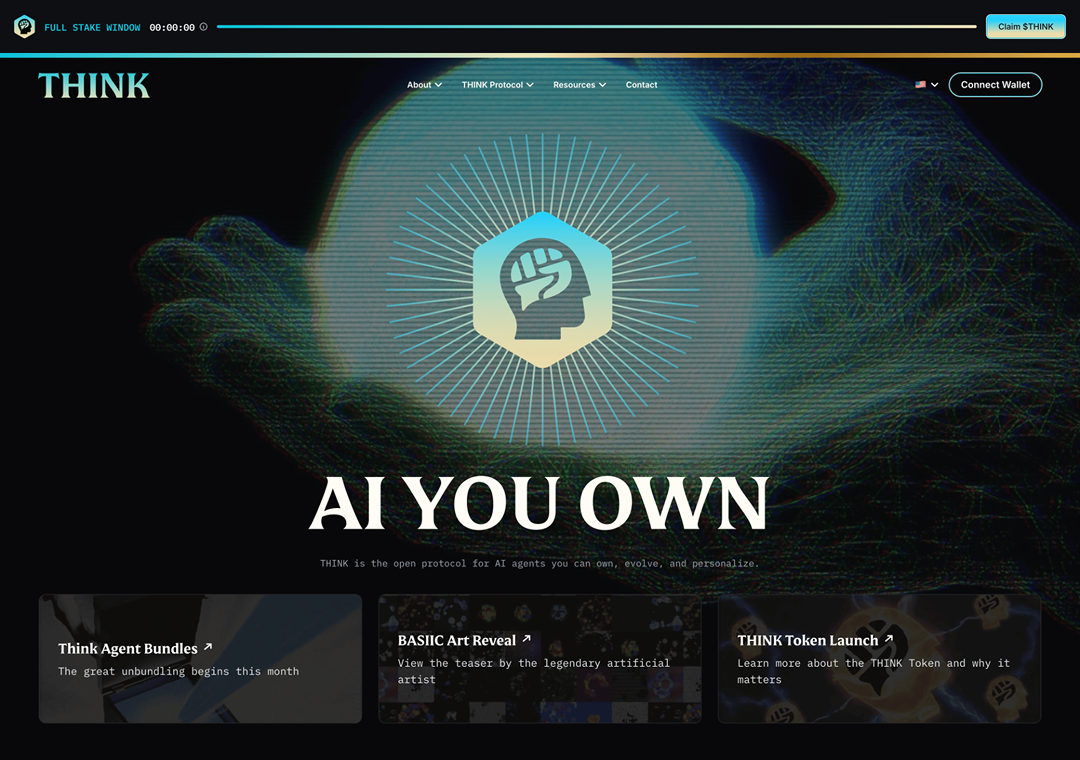 FULL STAKE WINDOW 00:00:00
Claim $THINK
THINK
About
THINK Protocol
Resources
Contact
Connect Wallet
AI YOU OWN
THINK is the open protocol for AI agents you can own, evolve, and personalize.
Think Agent Bundles
The great unbundling begins this month
BASIIC Art Reveal
View the teaser by the legendary artificial
artist
THINK Token Launch
Learn more about the THINK Token and why it
matters